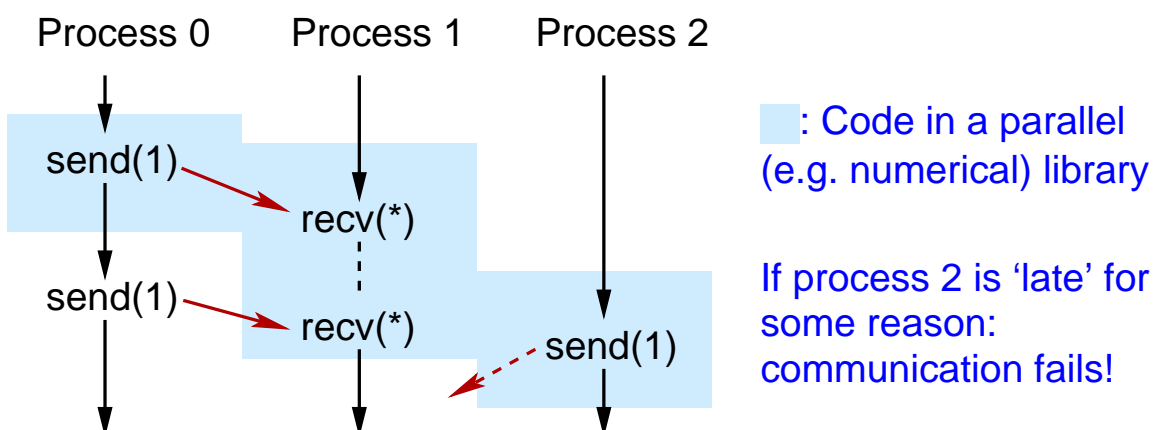 Process 0 Process 1 Process 2
send(1)
recv(*)
send(1)
recv(*)
send(1)
: Code in a parallel
(e.g. numerical) library
If process 2 is ‘late’ for
some reason:
communication fails!